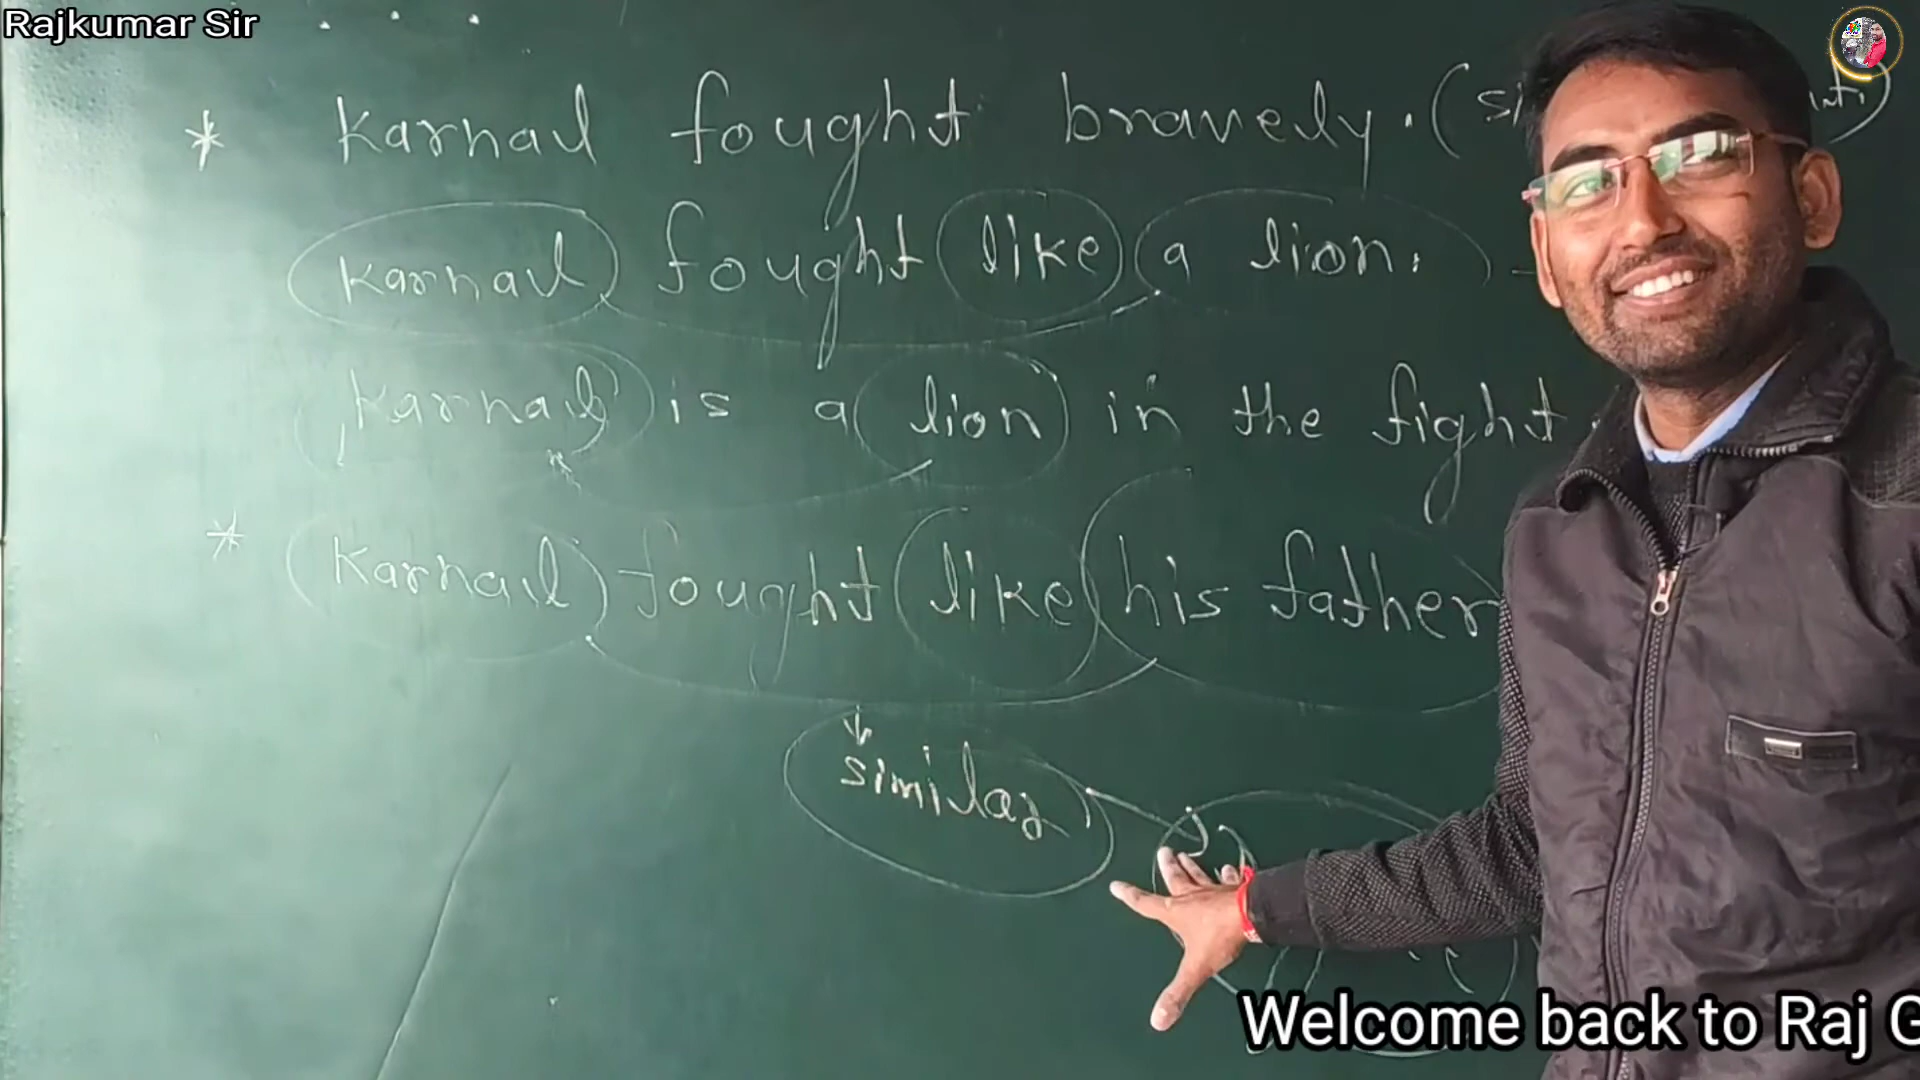 Rajkumar Sir
* Karnail fought bravely. (
Karnail fought like a lion.
Karnail is a lion in the fight.
* Karnail fought like his father
similar
Welcome back to Raj G